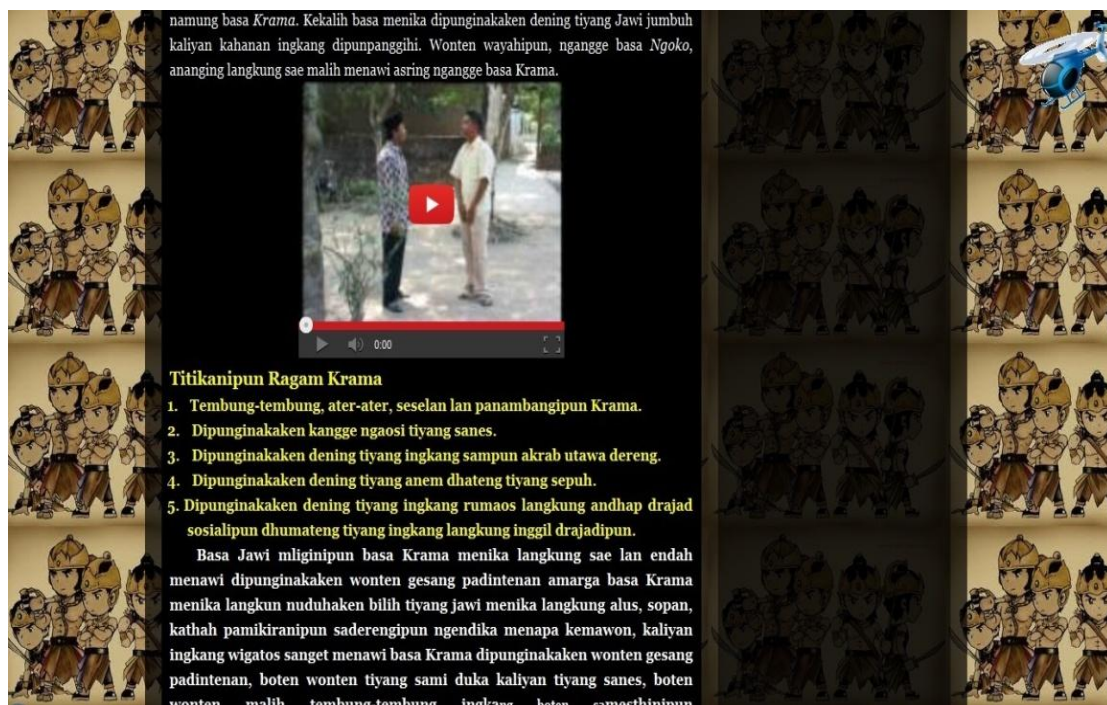 namung basa Krama. Kekalih basa menika dipunginakaken dening tiyang Jawi jumbuh
kaliyan kahanan ingkang dipunpanggihi. Wonten wayahipun, ngangge basa Ngoko,
ananging langkung sae malih menawi asring ngangge basa Krama.
0:00
Titikanipun Ragam Krama
1. Tembung-tembung, ater-ater, seselan lan panambangipun Krama.
2. Dipunginakaken kangge ngaosi tiyang sanes.
3. Dipunginakaken dening tiyang ingkang sampun akrab utawa dereng.
4. Dipunginakaken dening tiyang anem dhateng tiyang sepuh.
5. Dipunginakaken dening tiyang ingkang rumaos langkung andhap drajad
sosialipun dhumateng tiyang ingkang langkung inggil drajadipun.
Basa Jawi mliginipun basa Krama menika langkung sae lan endah
menawi dipunginakaken wonten gesang padintenan amarga basa Krama
menika langkun nuduhaken bilih tiyang jawi menika langkung alus, sopan,
kathah pamikiranipun saderengipun ngendika menapa kemawon, kaliyan
ingkang wigatos sanget menawi basa Krama dipunginakaken wonten gesang
padintenan, boten wonten tiyang sami duka kaliyan tiyang sanes, boten
wonten malih tembung-tembung ingkang boten samesthinipun